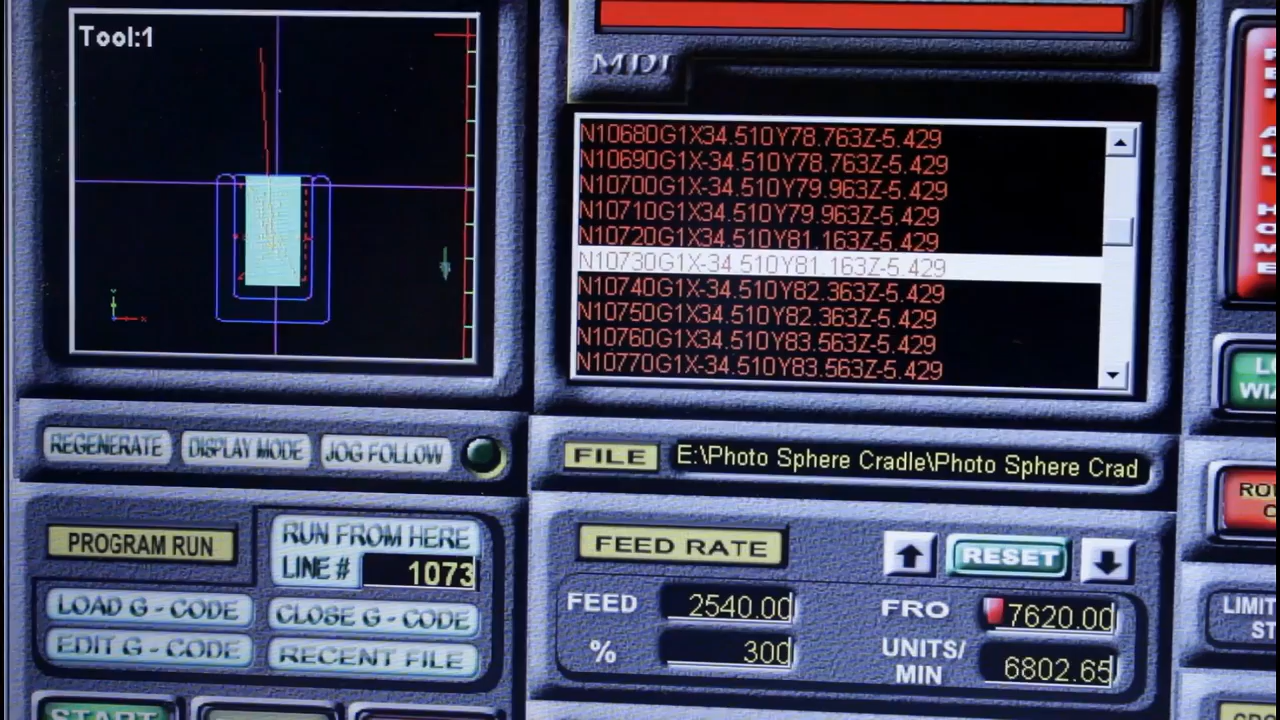 Tool:1
MDI
N10680G1X34.510Y78.763Z-5.429
N10690G1X-34.510Y78.763Z-5.429
N10700G1X-34.510Y79.963Z-5.429
N10710G1X34.510Y79.963Z-5.429
N10720G1X34.510Y81.163Z-5.429
N10730G1X-34.510Y81.163Z-5.429
N10740G1X-34.510Y82.363Z-5.429
N10750G1X34.510Y82.363Z-5.429
N10760G1X34.510Y83.563Z-5.429
N10770G1X-34.510Y83.563Z-5.429
REGENERATE DISPLAY MODE JOG FOLLOW
FILE E:\Photo Sphere Cradle\Photo Sphere Crad
PROGRAM RUN
RUN FROM HERE
LINE # 1073
LOAD G - CODE CLOSE G - CODE
EDIT G - CODE RECENT FILE
START
FEED RATE RESET
FEED 2540.00 FRO 7620.00
% 300 UNITS/
MIN 6802.65